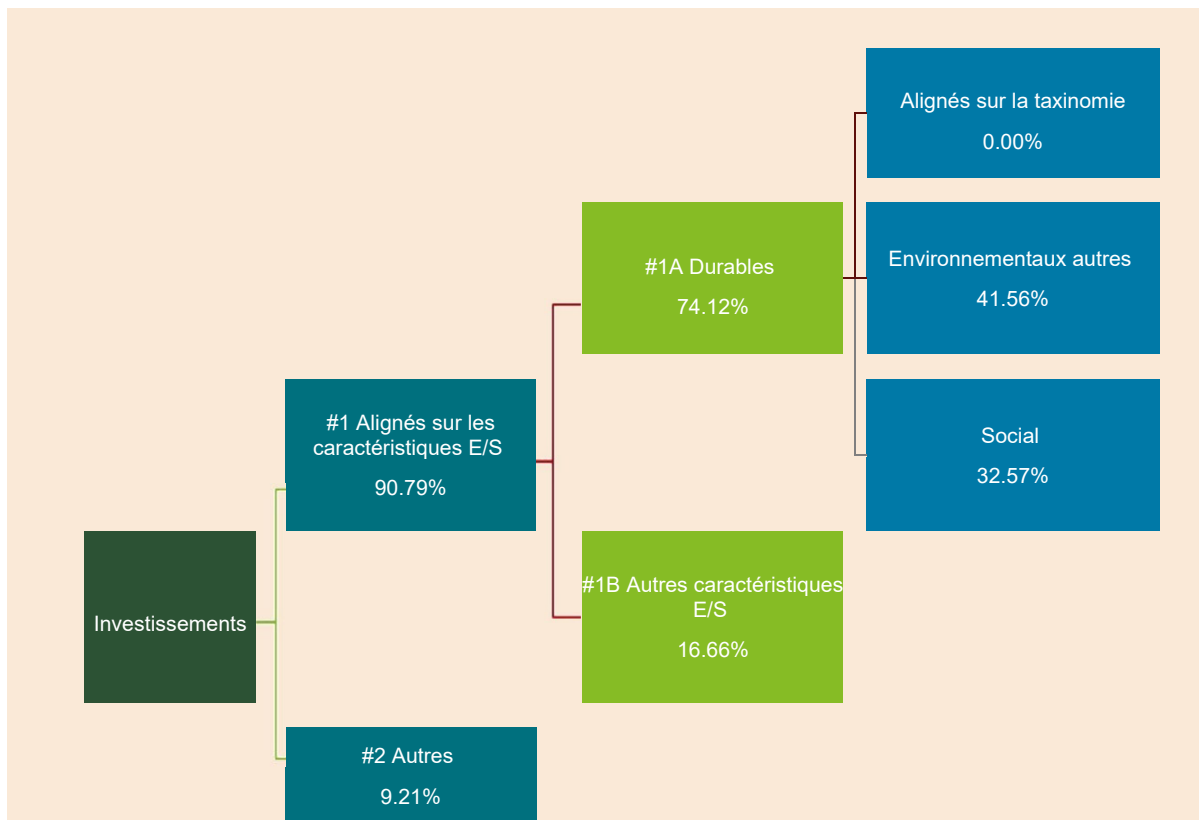 Alignés sur la taxinomie
0.00%
#1A Durables
74.12%
Environnementaux autres
41.56%
#1 Alignés sur les
caractéristiques E/S
90.79%
Social
32.57%
Investissements
#1B Autres caractéristiques
E/S
16.66%
#2 Autres
9.21%